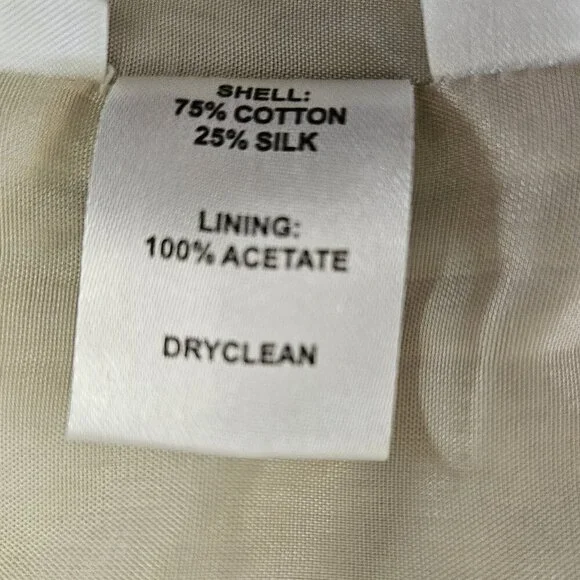 SHELL:
75% COTTON
25% SILK
LINING:
100% ACETATE
DRYCLEAN